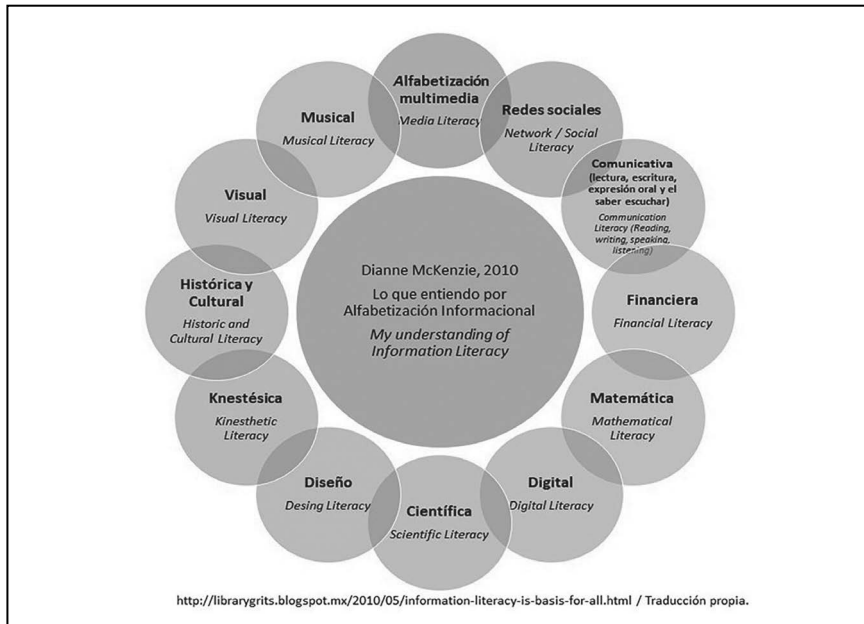 Alfabetización
multimedia
Media Literacy
Redes sociales
Network / Social
Literacy
Comunicativa
(lectura, escritura,
expresión oral y el
saber escuchar)
Communication
Literacy (Reading,
writing, speaking,
listening)
Financiera
Financial Literacy
Matemática
Mathematical
Literacy
Digital
Digital Literacy
Científica
Scientific Literacy
Diseño
Desing Literacy
Knestésica
Kinesthetic
Literacy
Histórica y
Cultural
Historic and
Cultural Literacy
Visual
Visual Literacy
Musical
Musical Literacy
Dianne McKenzie, 2010
Lo que entiendo por
Alfabetización Informacional
My understanding of
Information Literacy
http://librarygrits.blogspot.mx/2010/05/information-literacy-is-basis-for-all.html / Traducción propia.